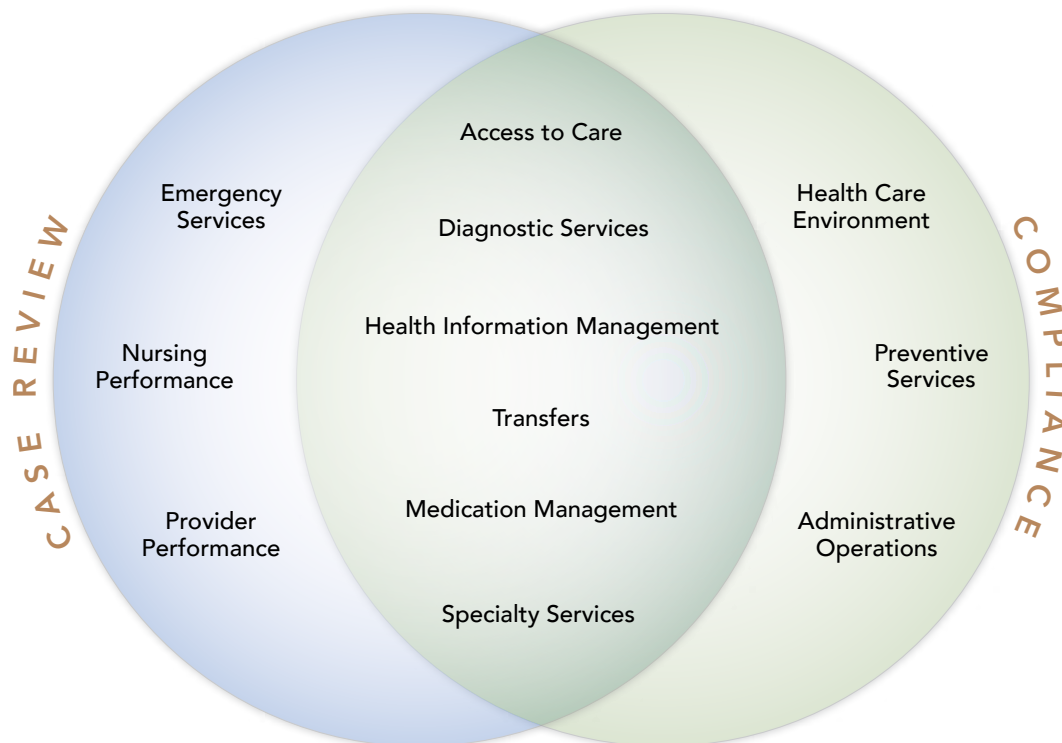 CASE REVIEW
Emergency
Services
Nursing
Performance
Provider
Performance
Access to Care
Diagnostic Services
Health Information Management
Transfers
Medication Management
Specialty Services
Health Care
Environment
Preventive
Services
Administrative
Operations
COMPLIANCE